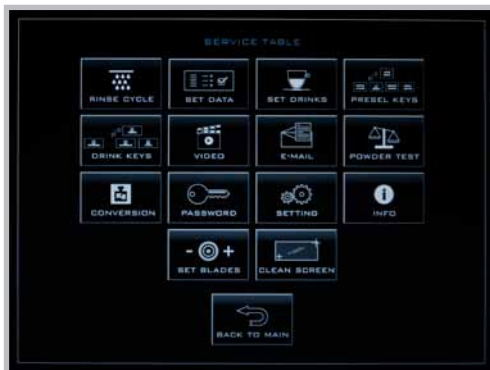 SERVICE TABLE
RINSE CYCLE
SET DATA
SET DRINKS
PRESEL KEYS
DRINK KEYS
VIDEO
E-MAIL
POWDER TEST
Kg
CONVERSION
PASSWORD
SETTING
INFO
- +
SET BLADES
CLEAN SCREEN
BACK TO MAIN